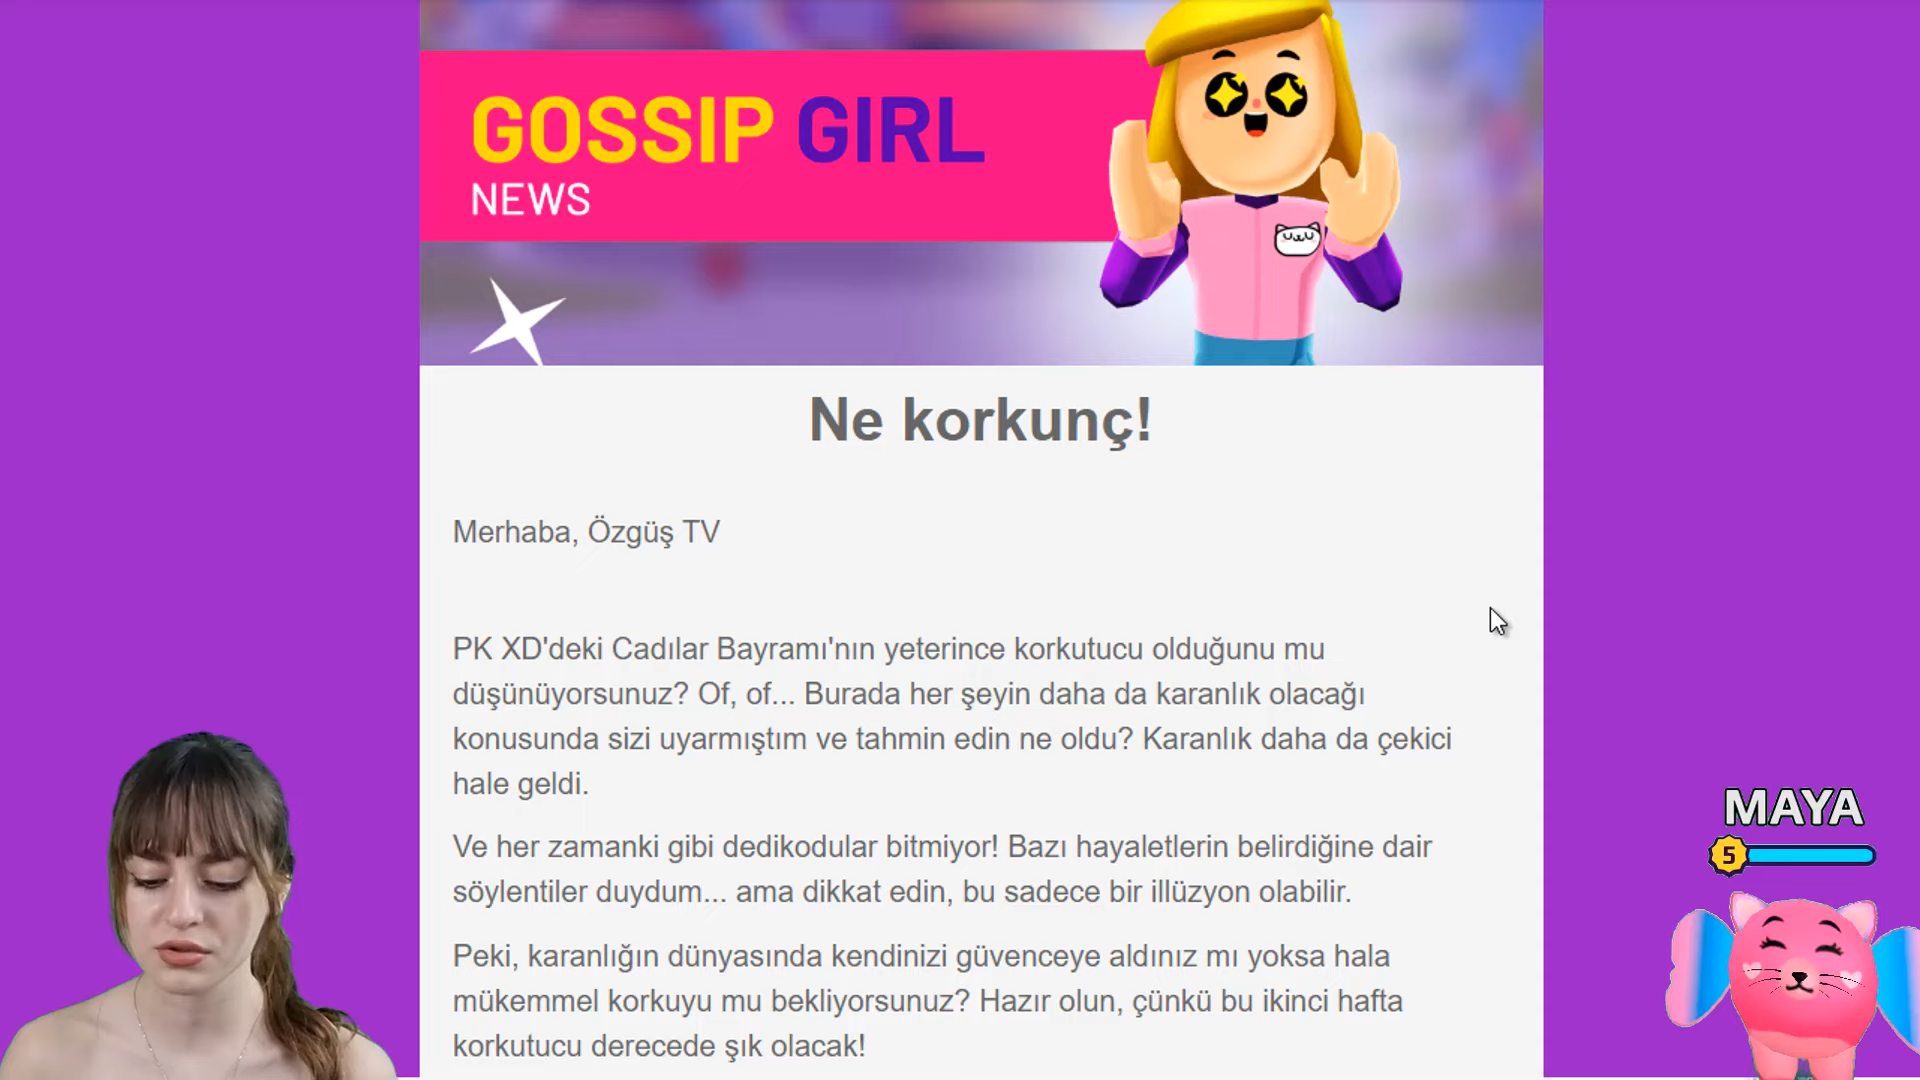 GOSSIP GIRL
NEWS
Ne korkunç!
Merhaba, Özgüş TV
PK XD'deki Cadılar Bayramı'nın yeterince korkutucu olduğunu mu
düşünüyorsunuz? Of, of... Burada her şeyin daha da karanlık olacağı
konusunda sizi uyarmıştım ve tahmin edin ne oldu? Karanlık daha da çekici
hale geldi.
Ve her zamanki gibi dedikodular bitmiyor! Bazı hayaletlerin belirdiğine dair
söylentiler duydum... ama dikkat edin, bu sadece bir illüzyon olabilir.
Peki, karanlığın dünyasında kendinizi güvenceye aldınız mı yoksa hala
mükemmel korkuyu mu bekliyorsunuz? Hazır olun, çünkü bu ikinci hafta
korkutucu derecede şık olacak!
MAYA
5